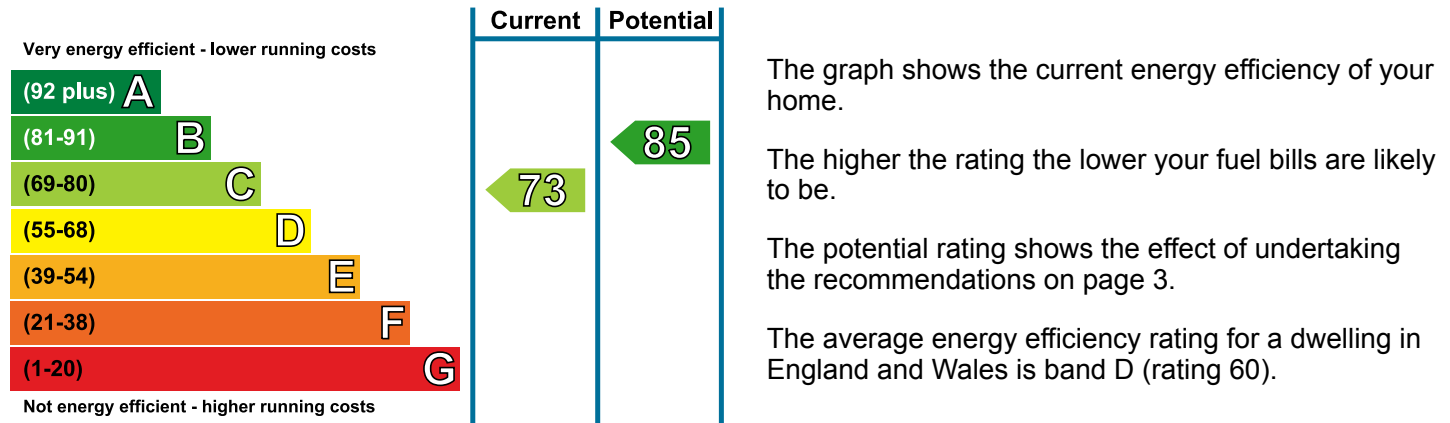 Current Potential
Very energy efficient - lower running costs
(92 plus) A
(81-91) B
(69-80) C
(55-68) D
(39-54) E
(21-38) F
(1-20) G
Not energy efficient - higher running costs
73
85
The graph shows the current energy efficiency of your
home.
The higher the rating the lower your fuel bills are likely
to be.
The potential rating shows the effect of undertaking
the recommendations on page 3.
The average energy efficiency rating for a dwelling in
England and Wales is band D (rating 60).